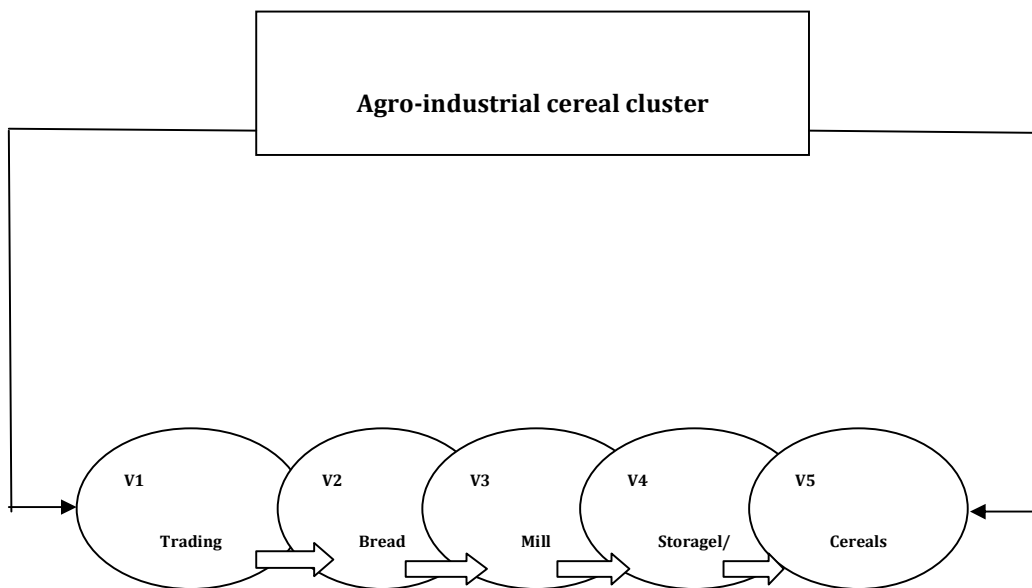 Agro-industrial cereal cluster
V1 V2 V3 V4 V5
Trading Bread Mill Storagel/ Cereals